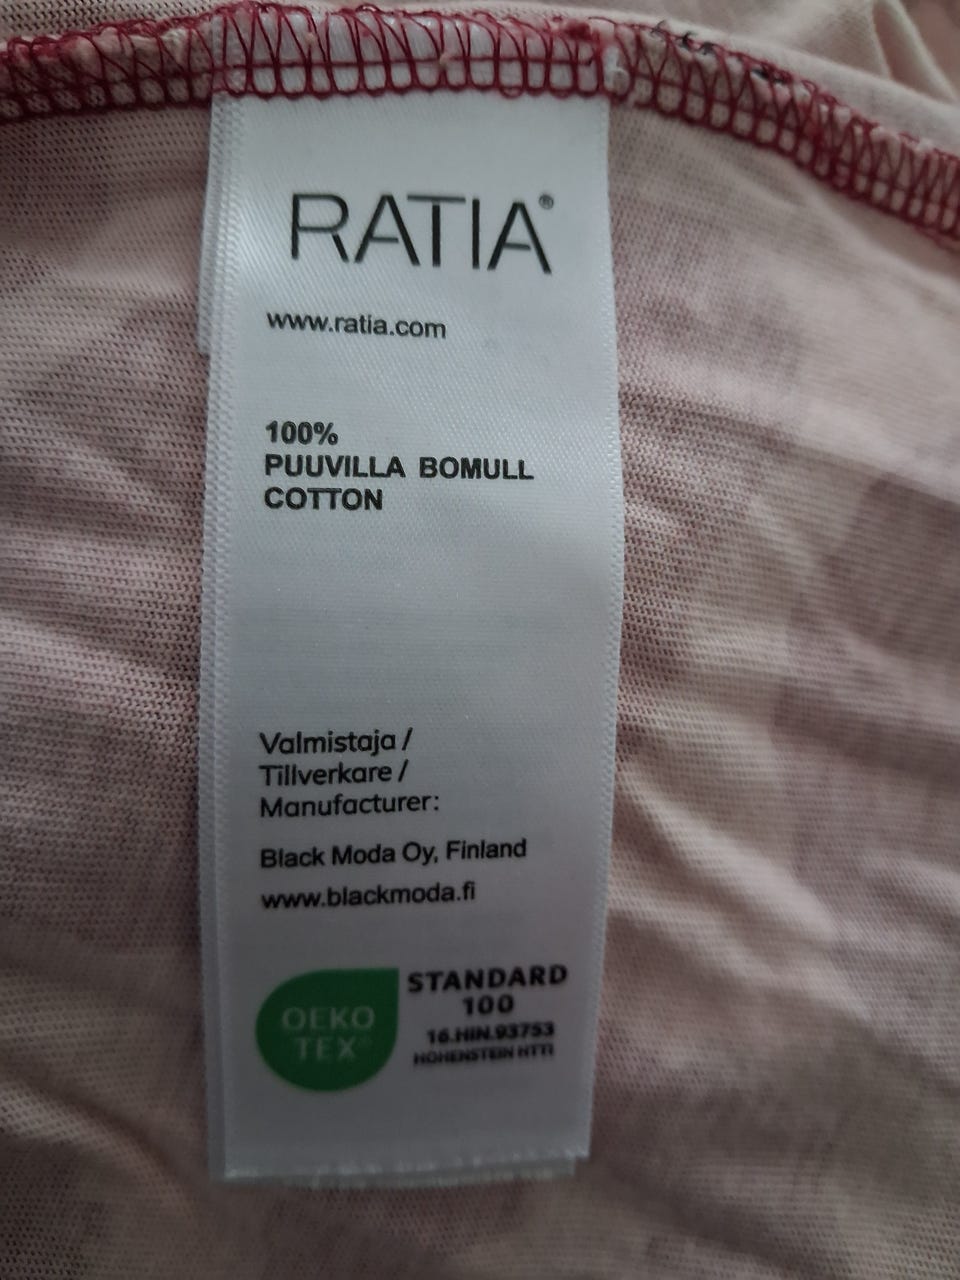 RATIA®
www.ratia.com
100%
PUUVILLA BOMULL
COTTON
Valmistaja /
Tillverkare /
Manufacturer:
Black Moda Oy, Finland
www.blackmoda.fi
OEKO
TEX®
STANDARD
100
16.HIN.93753
HOHENSTEIN HTTI